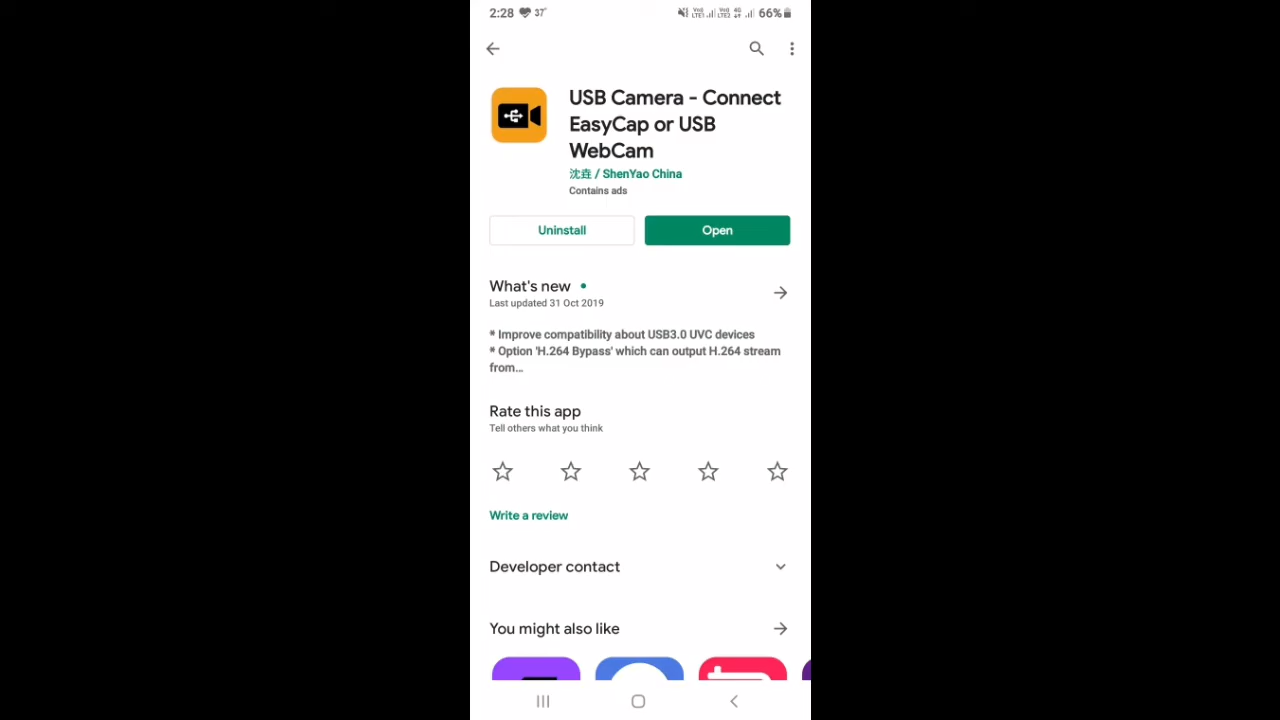 2:28 37° LTE1 LTE2 4G 66%
USB Camera - Connect
EasyCap or USB
WebCam
沈垚 / ShenYao China
Contains ads
Uninstall Open
What's new
Last updated 31 Oct 2019
* Improve compatibility about USB3.0 UVC devices
* Option 'H.264 Bypass' which can output H.264 stream
from...
Rate this app
Tell others what you think
Write a review
Developer contact
You might also like